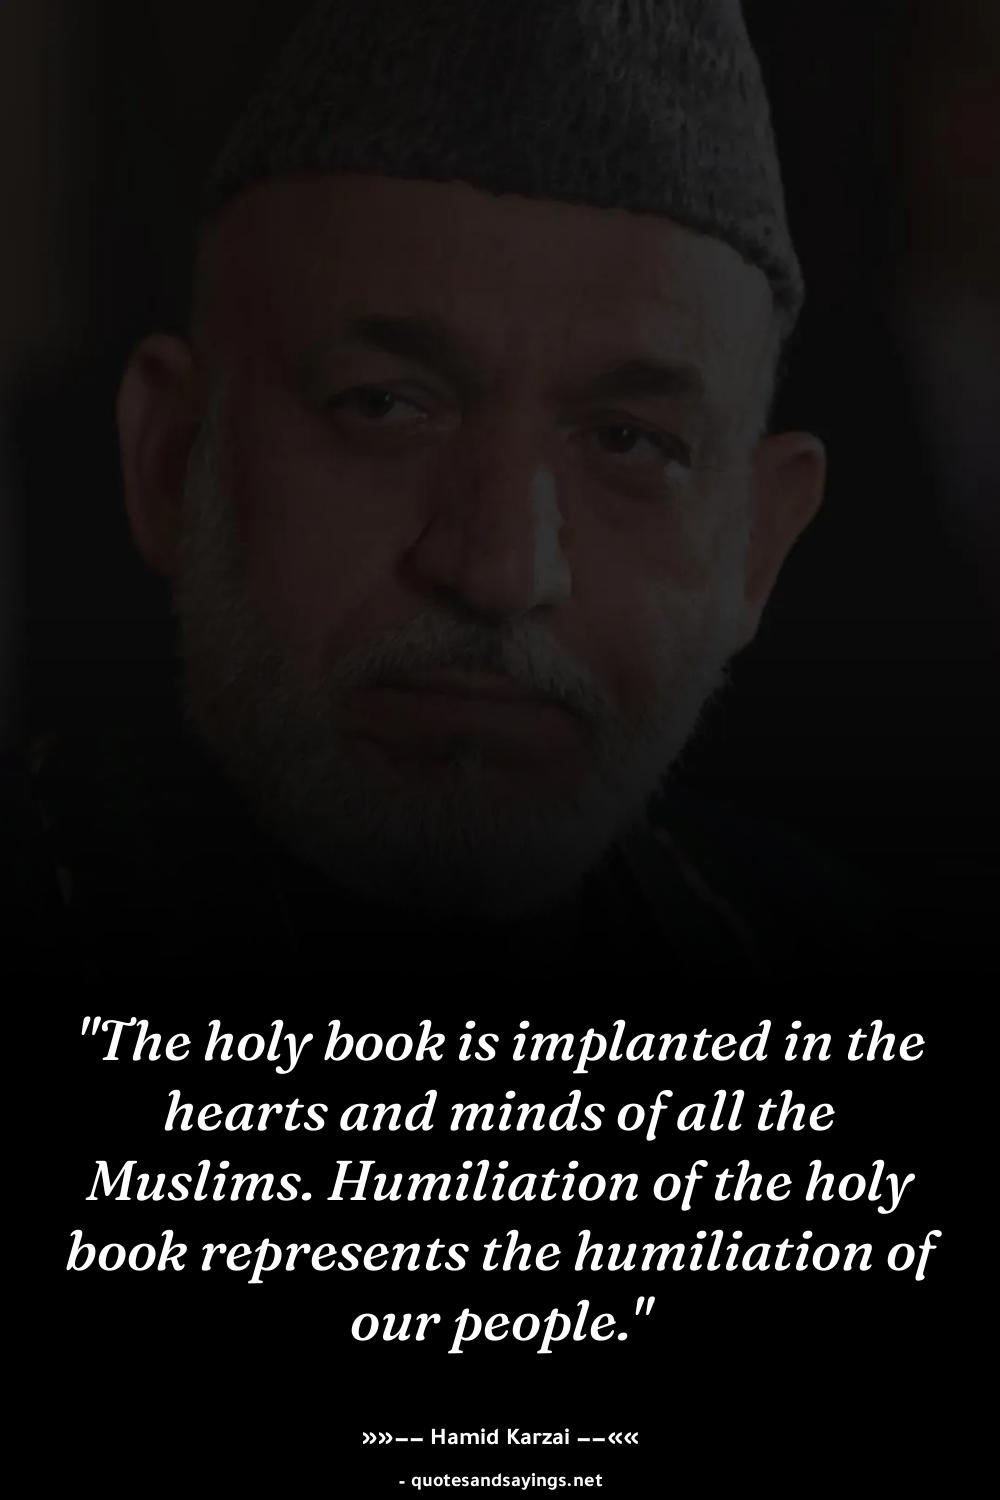 "The holy book is implanted in the
hearts and minds of all the
Muslims. Humiliation of the holy
book represents the humiliation of
our people."
»»−− Hamid Karzai −−««
- quotesandsayings.net